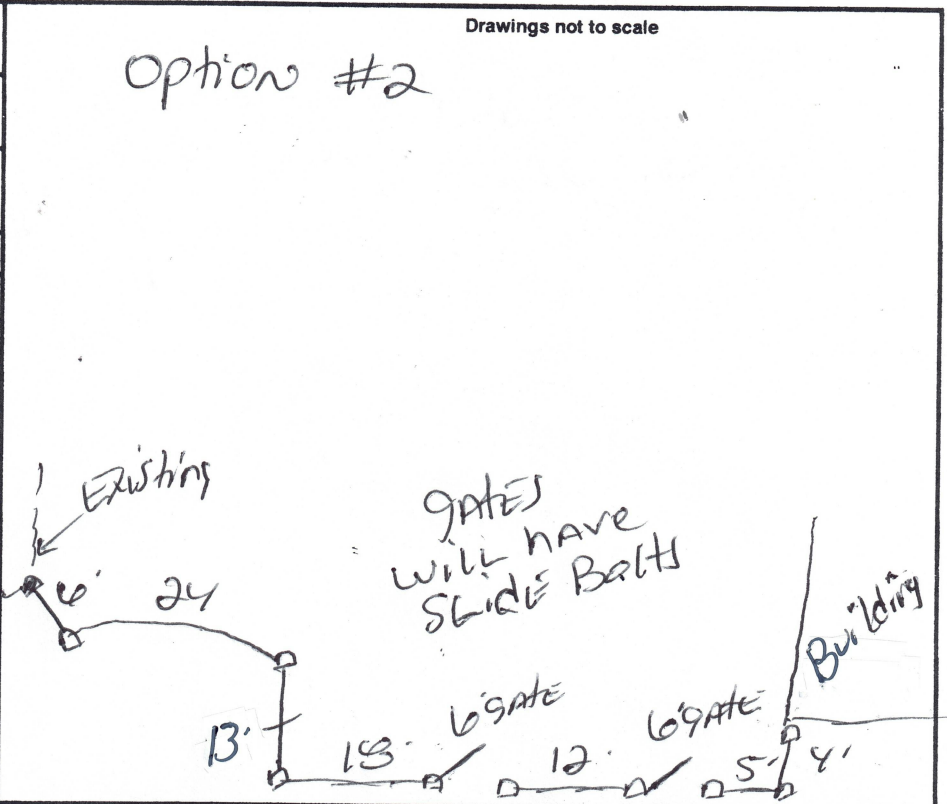 Drawings not to scale
Option #2
Existing
gates
will have
Slide Bolts
6'
24
Building
13'
18'
6' gate
12'
6' gate
5'
4'